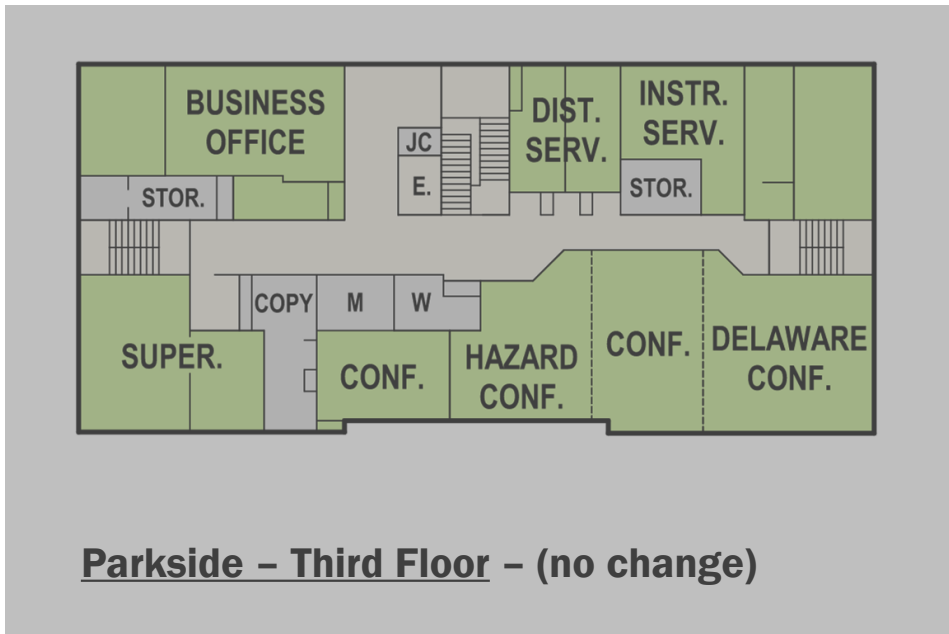 BUSINESS
OFFICE
JC
E.
DIST.
SERV.
INSTR.
SERV.
STOR.
STOR.
COPY
M
W
SUPER.
CONF.
HAZARD
CONF.
CONF.
DELAWARE
CONF.
Parkside – Third Floor – (no change)